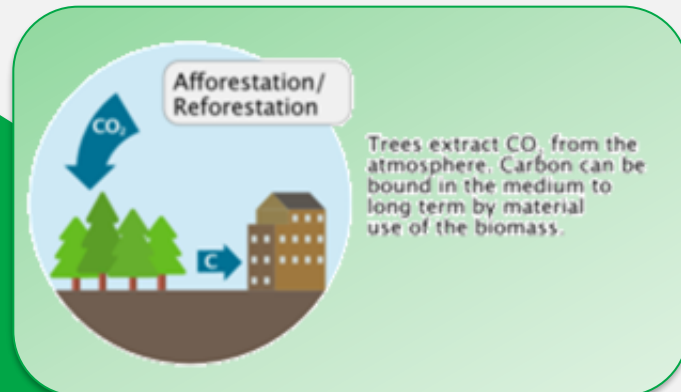 Afforestation/
Reforestation
CO₂
C
Trees extract CO₂ from the
atmosphere. Carbon can be
bound in the medium to
long term by material
use of the biomass.